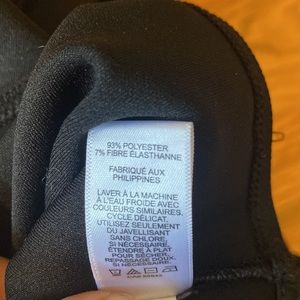 93% POLYESTER
7% FIBRE ÉLASTHANNE
FABRIQUÉ AUX
PHILIPPINES
LAVER À LA MACHINE
À L'EAU FROIDE AVEC
COULEURS SIMILAIRES.
CYCLE DÉLICAT.
UTILISEZ SEULEMENT
DU JAVELLISANT
SANS CHLORE,
SI NÉCESSAIRE.
ÉTENDRE À PLAT
POUR SÉCHER.
REPASSAGE DOUX,
SI NÉCESSAIRE.